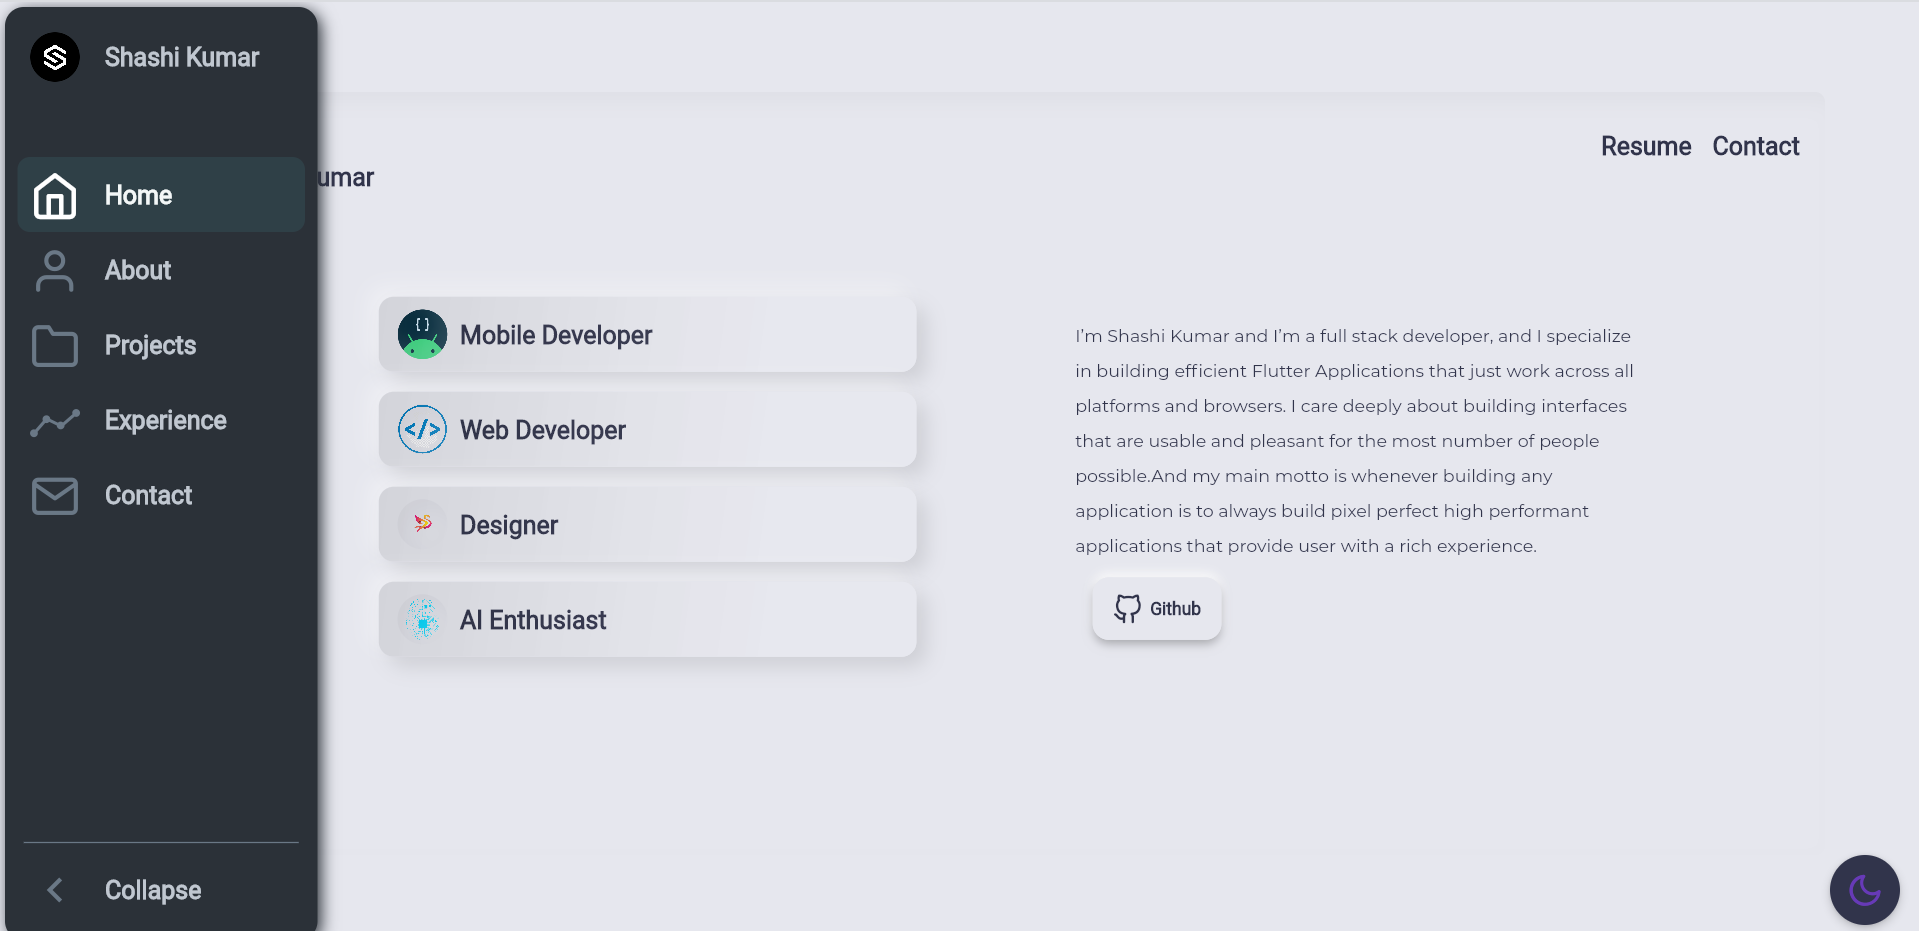 Shashi Kumar
Home
About
Projects
Experience
Contact
Collapse
umar
Resume Contact
Mobile Developer
Web Developer
Designer
AI Enthusiast
I’m Shashi Kumar and I’m a full stack developer, and I specialize
in building efficient Flutter Applications that just work across all
platforms and browsers. I care deeply about building interfaces
that are usable and pleasant for the most number of people
possible.And my main motto is whenever building any
application is to always build pixel perfect high performant
applications that provide user with a rich experience.
Github